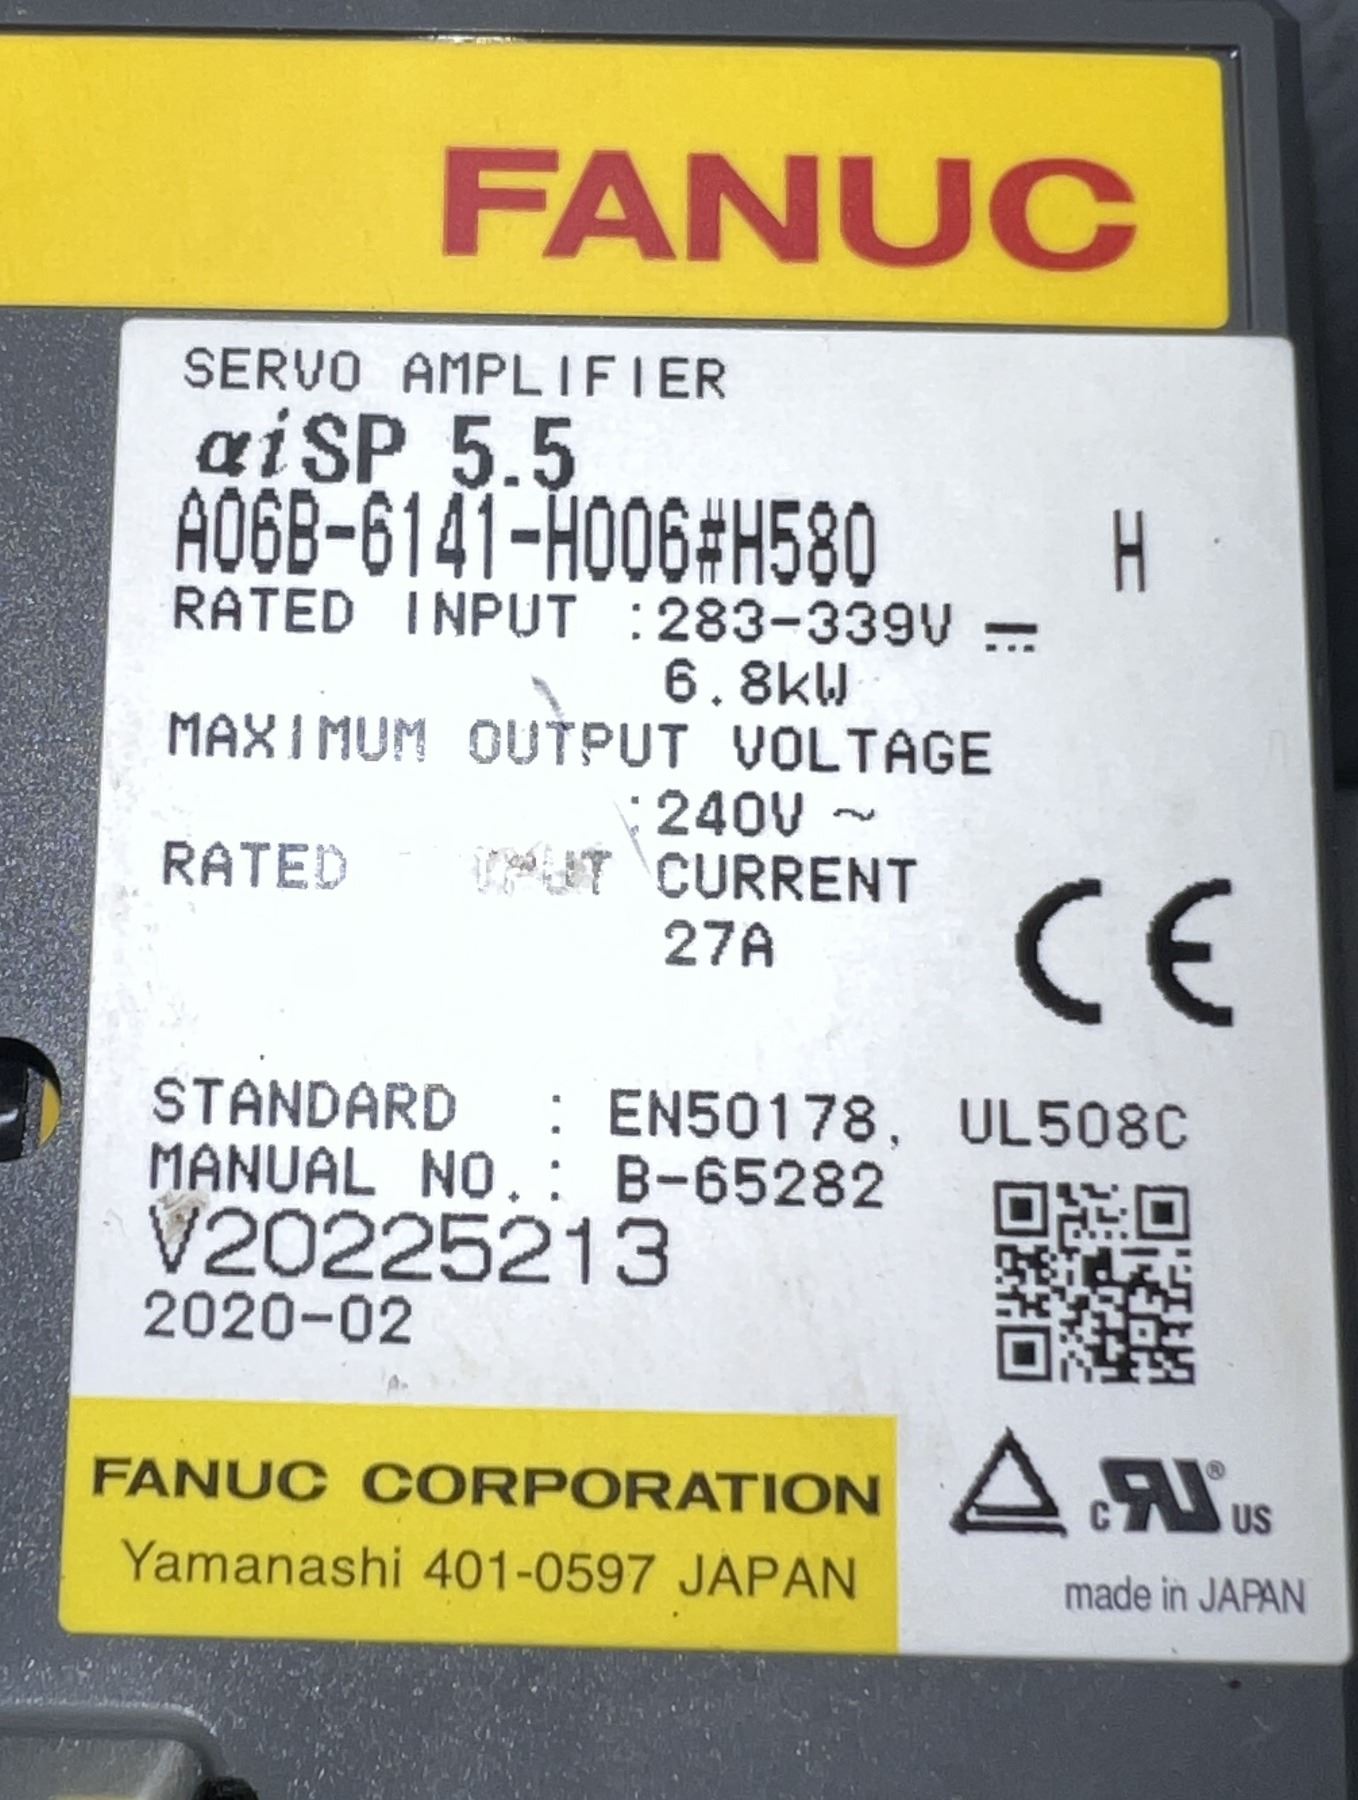 FANUC
SERVO AMPLIFIER
αiSP 5.5
A06B-6141-H006#H580 H
RATED INPUT :283-339V ⎓
6.8kW
MAXIMUM OUTPUT VOLTAGE
:240V ~
RATED CURRENT
27A
CE
STANDARD : EN50178, UL508C
MANUAL NO.: B-65282
V20225213
2020-02
FANUC CORPORATION
Yamanashi 401-0597 JAPAN
c RU ® US
made in JAPAN